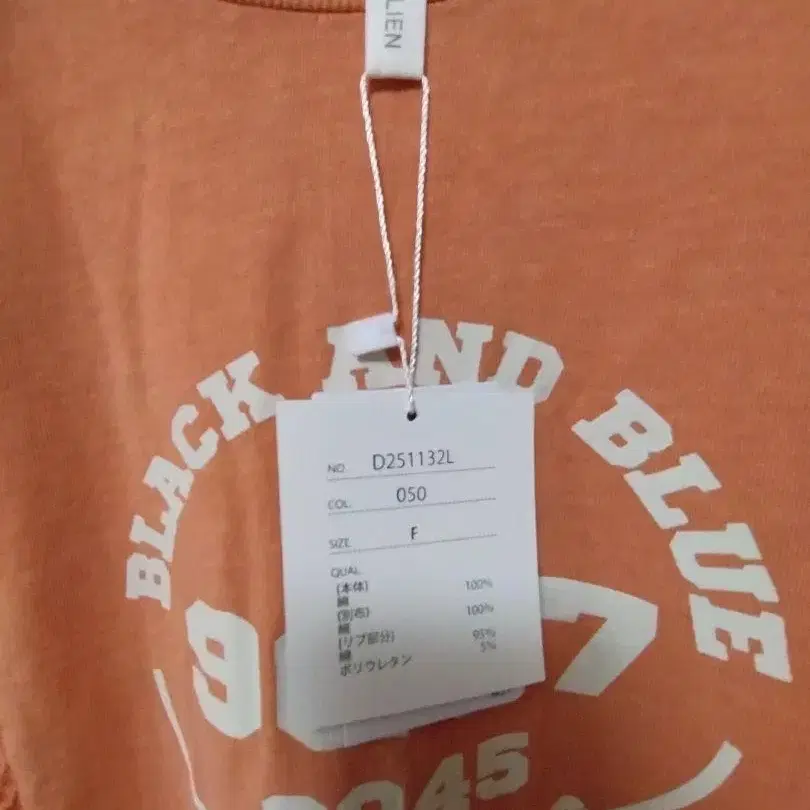 LIEN
BLACK AND BLUE
NO. D251132L
COL. 050
SIZE F
QUAL.
(本体)
綿 100%
(別布)
綿 100%
(リブ部分)
綿 95%
ポリウレタン 5%
9 7
2045